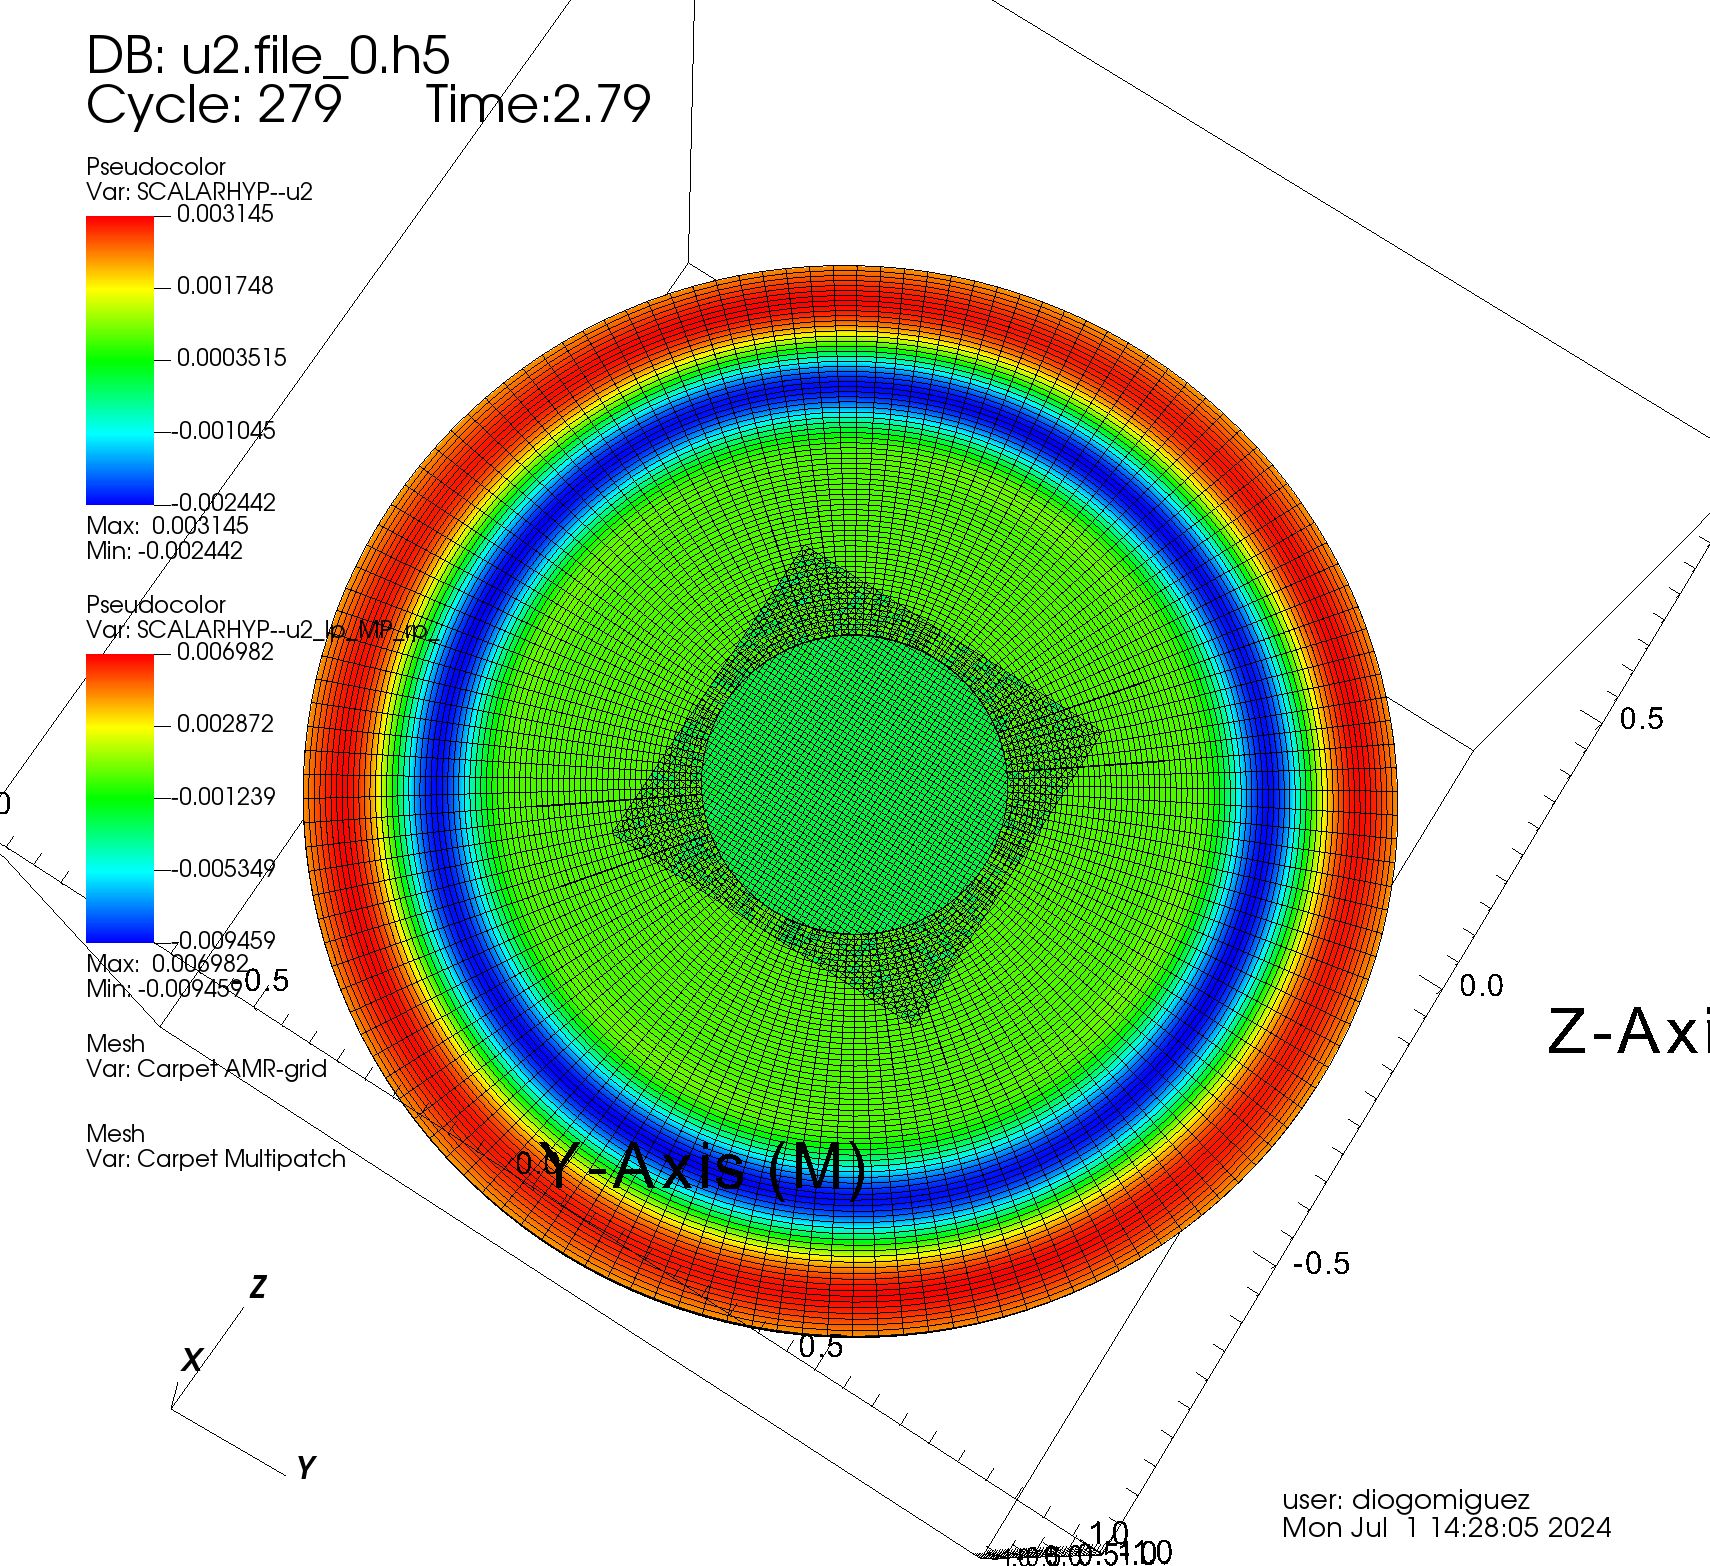 DB: u2.file_0.h5
Cycle: 279 Time:2.79
Pseudocolor
Var: SCALARHYP--u2
0.003145
0.001748
0.0003515
-0.001045
-0.002442
Max: 0.003145
Min: -0.002442
Pseudocolor
Var: SCALARHYP--u2_lp_MP_rp_
0.006982
0.002872
-0.001239
-0.005349
-0.009459
Max: 0.006982
Min: -0.009459
Mesh
Var: Carpet AMR-grid
Mesh
Var: Carpet Multipatch
-0.5
0.0
0.5
1.0
Y-Axis (M)
0.5
0.0
-0.5
Z-Axi
Z
X
Y
user: diogomiguez
Mon Jul 1 14:28:05 2024